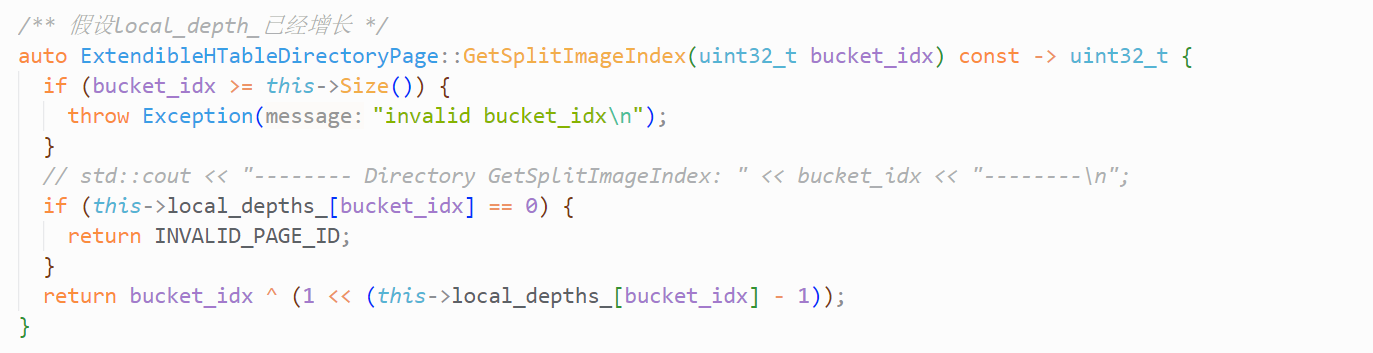 /** 假设local_depth_已经增长 */
auto ExtendibleHTableDirectoryPage::GetSplitImageIndex(uint32_t bucket_idx) const -> uint32_t {
  if (bucket_idx >= this->Size()) {
    throw Exception(message: "invalid bucket_idx\n");
  }
  // std::cout << "-------- Directory GetSplitImageIndex: " << bucket_idx << "--------\n";
  if (this->local_depths_[bucket_idx] == 0) {
    return INVALID_PAGE_ID;
  }
  return bucket_idx ^ (1 << (this->local_depths_[bucket_idx] - 1));
}